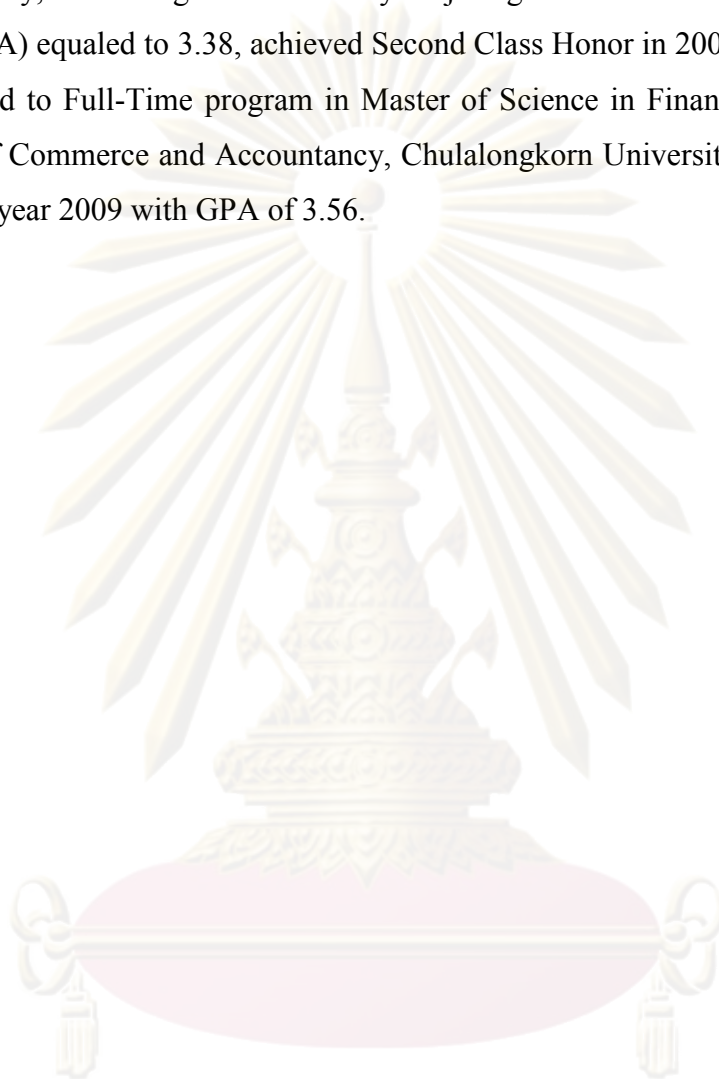 A) equaled to 3.38, achieved Second Class Honor in 200
d to Full-Time program in Master of Science in Finan
Commerce and Accountancy, Chulalongkorn Universit
year 2009 with GPA of 3.56.